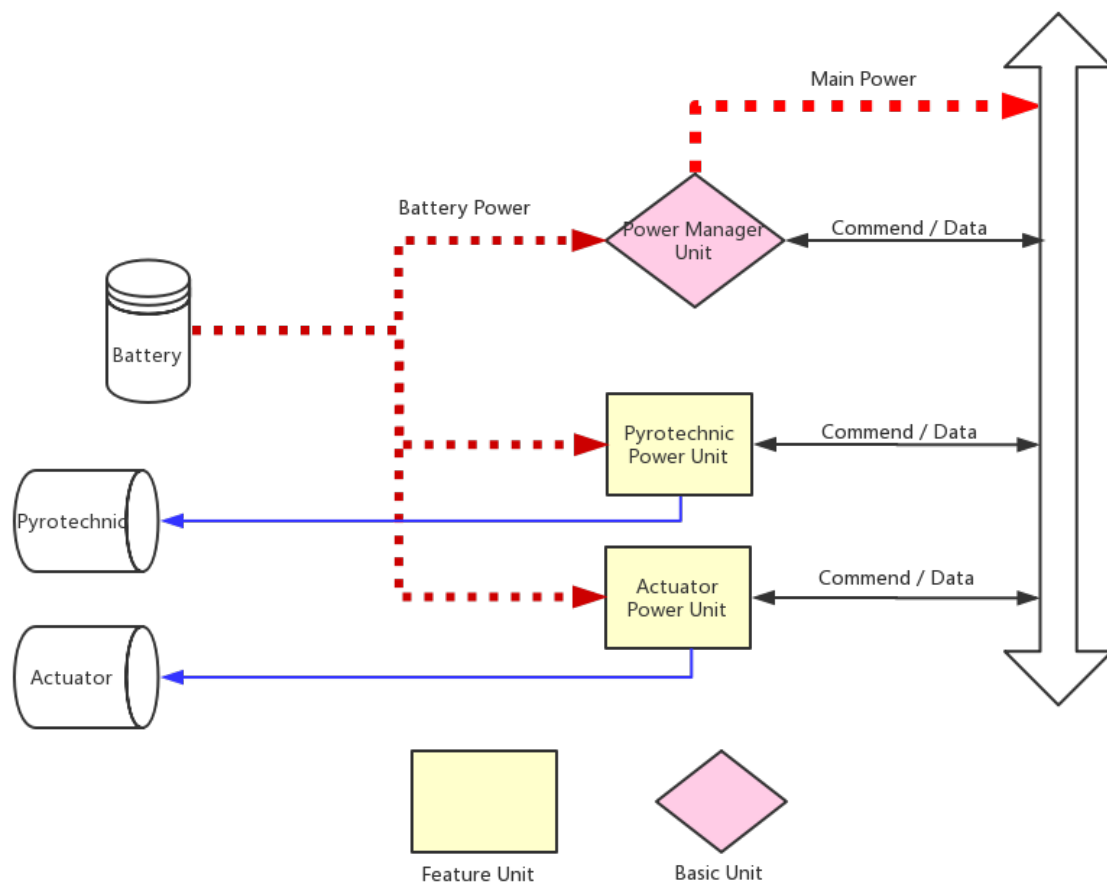 Main Power
Battery Power
Power Manager
Unit
Commend / Data
Battery
Pyrotechnic
Power Unit
Commend / Data
Pyrotechnic
Actuator
Power Unit
Commend / Data
Actuator
Feature Unit
Basic Unit